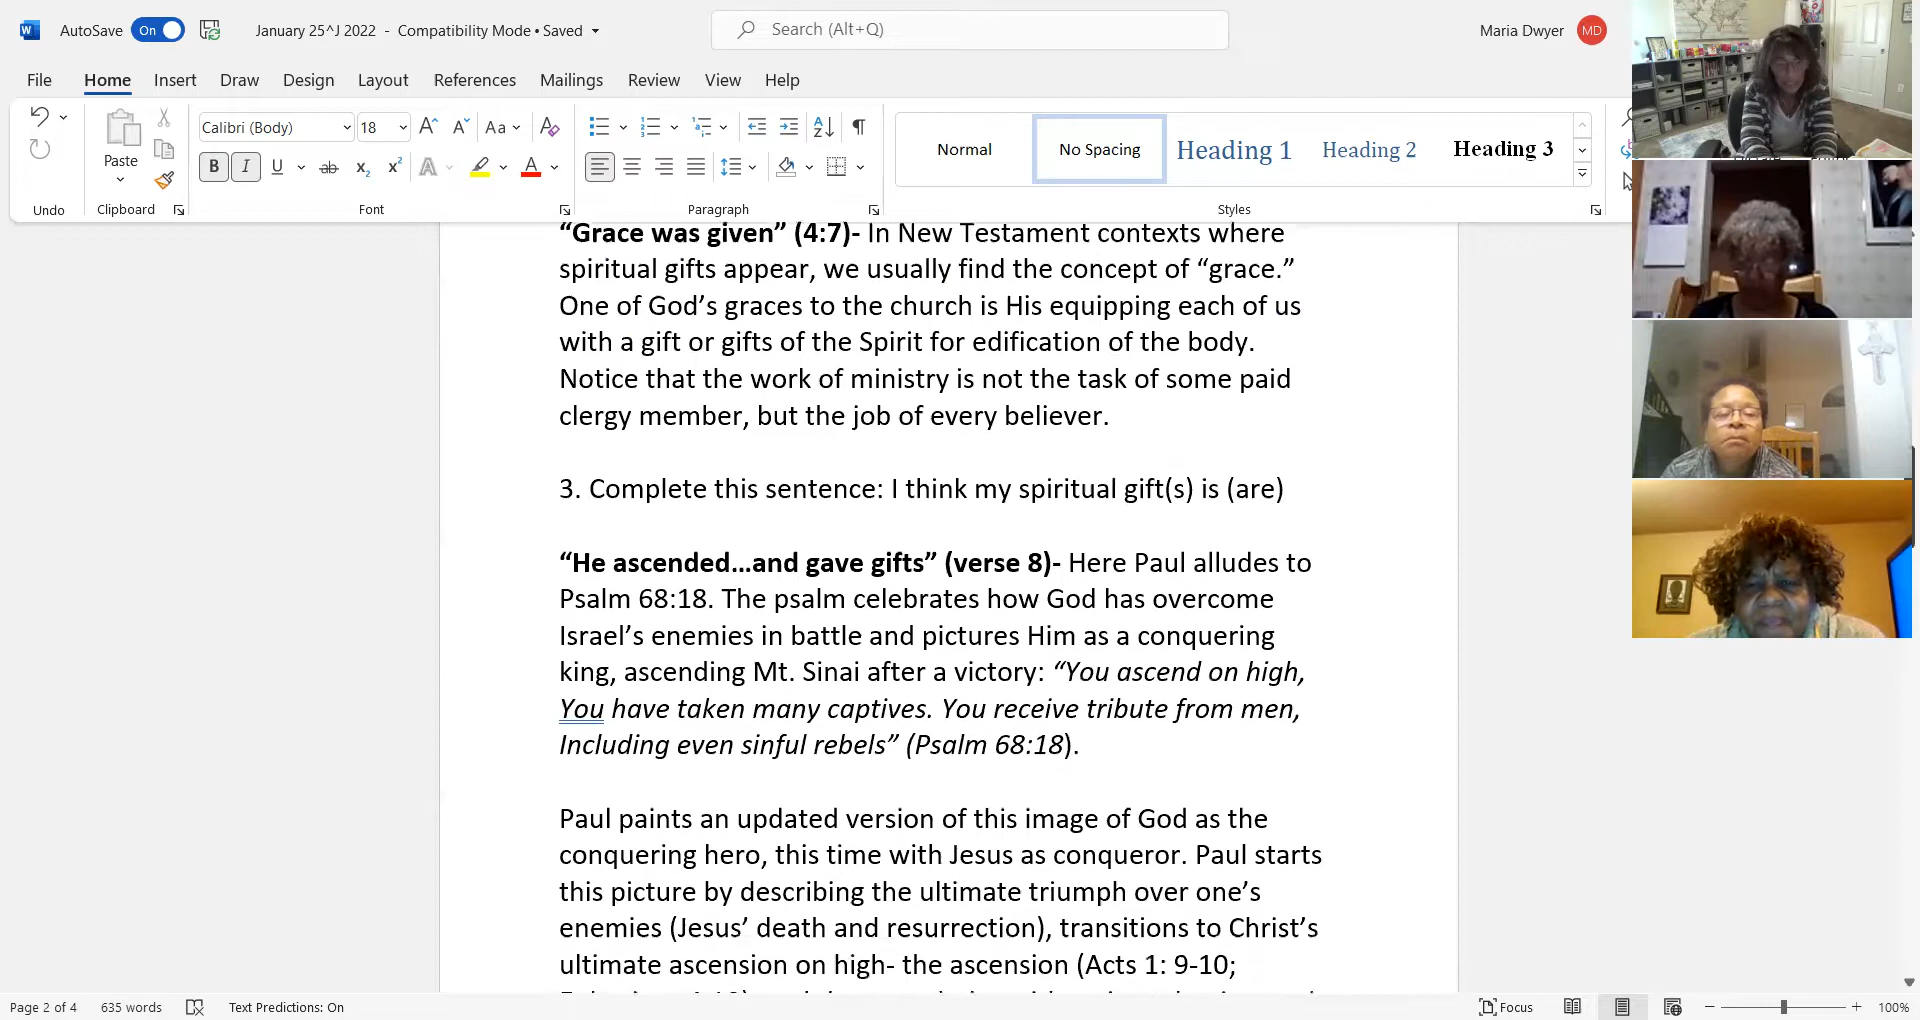 AutoSave On January 25^J 2022 - Compatibility Mode • Saved Search (Alt+Q) Maria Dwyer MD
File Home Insert Draw Design Layout References Mailings Review View Help
Calibri (Body) 18 Aa
Paste
B I U ab x₂ x² A A
Normal No Spacing Heading 1 Heading 2 Heading 3
Undo Clipboard Font Paragraph Styles
“Grace was given” (4:7)- In New Testament contexts where
spiritual gifts appear, we usually find the concept of “grace.”
One of God’s graces to the church is His equipping each of us
with a gift or gifts of the Spirit for edification of the body.
Notice that the work of ministry is not the task of some paid
clergy member, but the job of every believer.
3. Complete this sentence: I think my spiritual gift(s) is (are)
“He ascended…and gave gifts” (verse 8)- Here Paul alludes to
Psalm 68:18. The psalm celebrates how God has overcome
Israel’s enemies in battle and pictures Him as a conquering
king, ascending Mt. Sinai after a victory: “You ascend on high,
You have taken many captives. You receive tribute from men,
Including even sinful rebels” (Psalm 68:18).
Paul paints an updated version of this image of God as the
conquering hero, this time with Jesus as conqueror. Paul starts
this picture by describing the ultimate triumph over one’s
enemies (Jesus’ death and resurrection), transitions to Christ’s
ultimate ascension on high- the ascension (Acts 1: 9-10;
Page 2 of 4 635 words Text Predictions: On Focus 100%